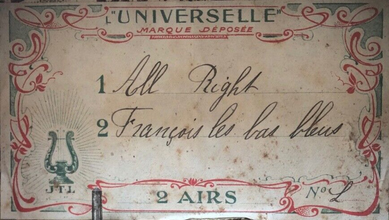 "L'UNIVERSELLE"
MARQUE DÉPOSÉE
1 All Right
2 François les bas bleus
JTL
2 AIRS
No 2